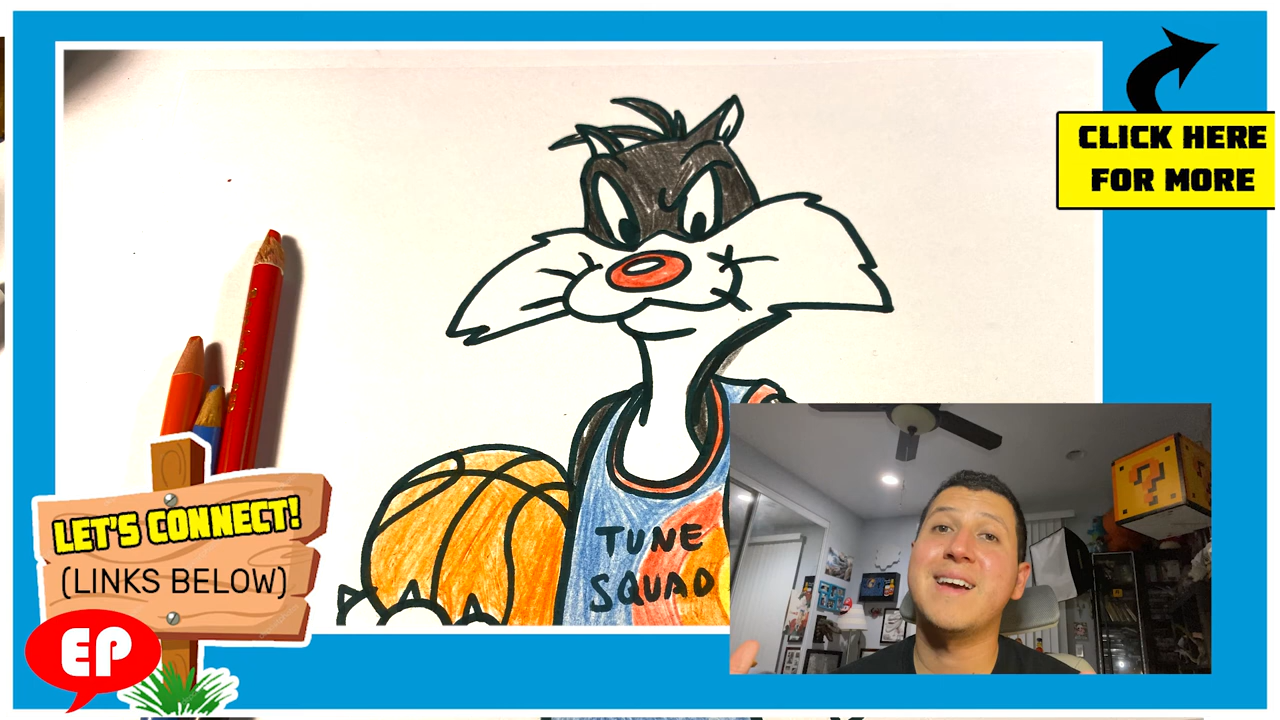 CLICK HERE
FOR MORE
TUNE
SQUAD
LET'S CONNECT!
(LINKS BELOW)
EP
?